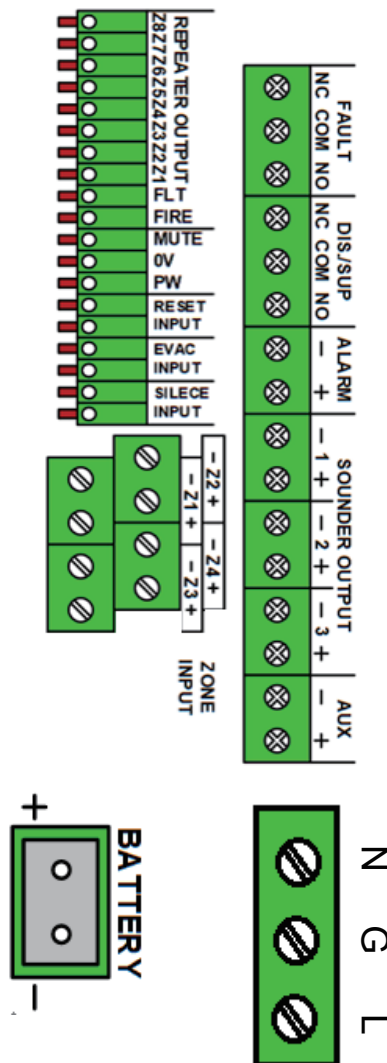 REPEATER OUTPUT
Z8Z7Z6Z5Z4Z3Z2Z1
FLT
FIRE
MUTE
0V
PW
RESET
INPUT
EVAC
INPUT
SILECE
INPUT
FAULT
NC COM NO
DIS./SUP
NC COM NO
ALARM
− +
SOUNDER OUTPUT
− 1 + − 2 + − 3 +
AUX
− +
− Z2 + − Z4 +
− Z1 + − Z3 +
ZONE
INPUT
BATTERY
+ −
N G L